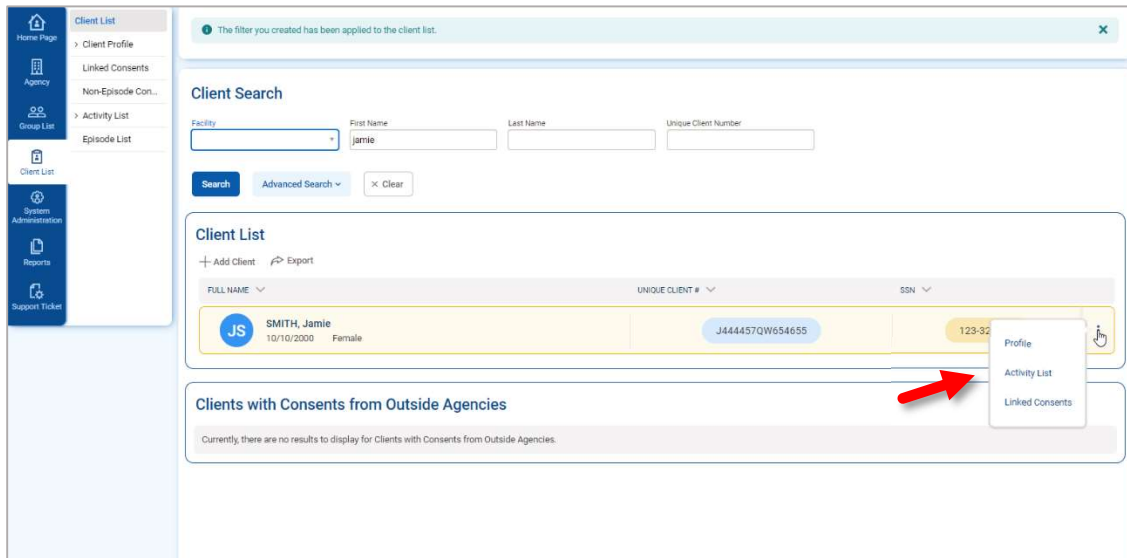 Home Page
Agency
Group List
Client List
System
Administration
Reports
Support Ticket
Client List
> Client Profile
Linked Consents
Non-Episode Con...
> Activity List
Episode List
The filter you created has been applied to the client list.
Client Search
Facility First Name Last Name Unique Client Number
jamie
Search Advanced Search × Clear
Client List
+ Add Client Export
FULL NAME UNIQUE CLIENT # SSN
JS SMITH, Jamie J444457QW654655 123-32
10/10/2000 Female
Profile
Activity List
Linked Consents
Clients with Consents from Outside Agencies
Currently, there are no results to display for Clients with Consents from Outside Agencies.